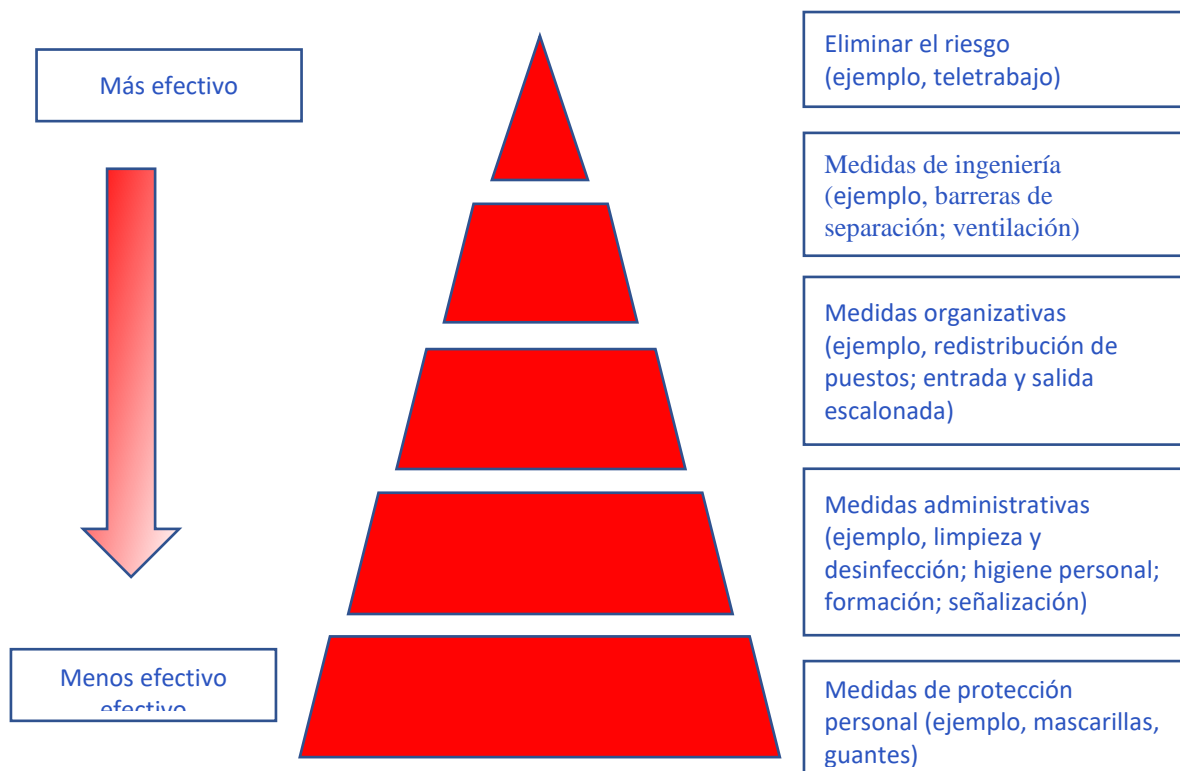 Más efectivo
Eliminar el riesgo
(ejemplo, teletrabajo)
Medidas de ingeniería
(ejemplo, barreras de
separación; ventilación)
Medidas organizativas
(ejemplo, redistribución de
puestos; entrada y salida
escalonada)
Medidas administrativas
(ejemplo, limpieza y
desinfección; higiene personal;
formación; señalización)
Menos efectivo
efectivo
Medidas de protección
personal (ejemplo, mascarillas,
guantes)